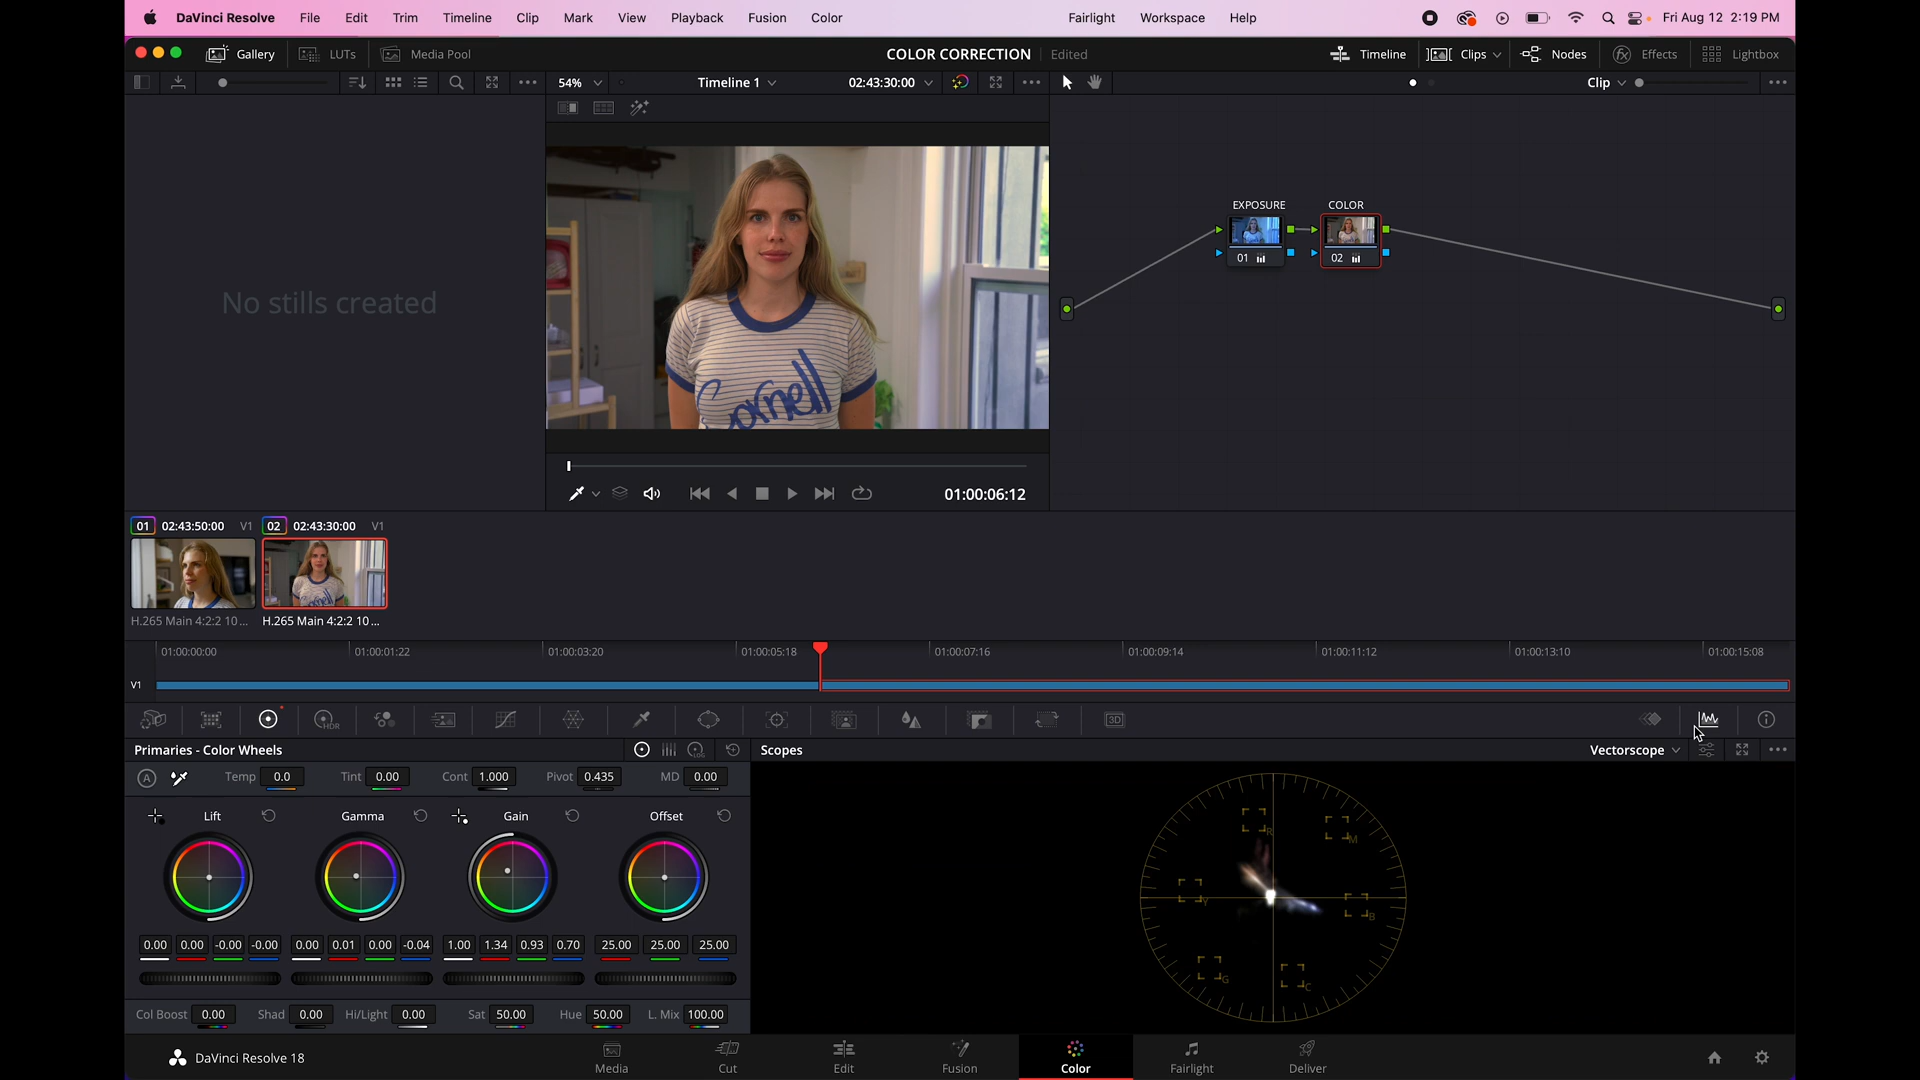 DaVinci Resolve File Edit Trim Timeline Clip Mark View Playback Fusion Color Fairlight Workspace Help Fri Aug 12 2:19 PM
Gallery LUTs Media Pool COLOR CORRECTION Edited Timeline Clips Nodes Effects Lightbox
54% Timeline 1 02:43:30:00 Clip
No stills created
Cornell
EXPOSURE COLOR
01 02
01:00:06:12
01 02:43:50:00 V1 02 02:43:30:00 V1
H.265 Main 4:2:2 10 ... H.265 Main 4:2:2 10 ...
01:00:00:00 01:00:01:22 01:00:03:20 01:00:05:18 01:00:07:16 01:00:09:14 01:00:11:12 01:00:13:10 01:00:15:08
V1
HDR 3D
Primaries - Color Wheels LOG Scopes Vectorscope
A Temp 0.0 Tint 0.00 Cont 1.000 Pivot 0.435 MD 0.00
Lift Gamma Gain Offset
R M Y B G C
0.00 0.00 -0.00 -0.00 0.00 0.01 0.00 -0.04 1.00 1.34 0.93 0.70 25.00 25.00 25.00
Col Boost 0.00 Shad 0.00 Hi/Light 0.00 Sat 50.00 Hue 50.00 L. Mix 100.00
DaVinci Resolve 18 Media Cut Edit Fusion Color Fairlight Deliver